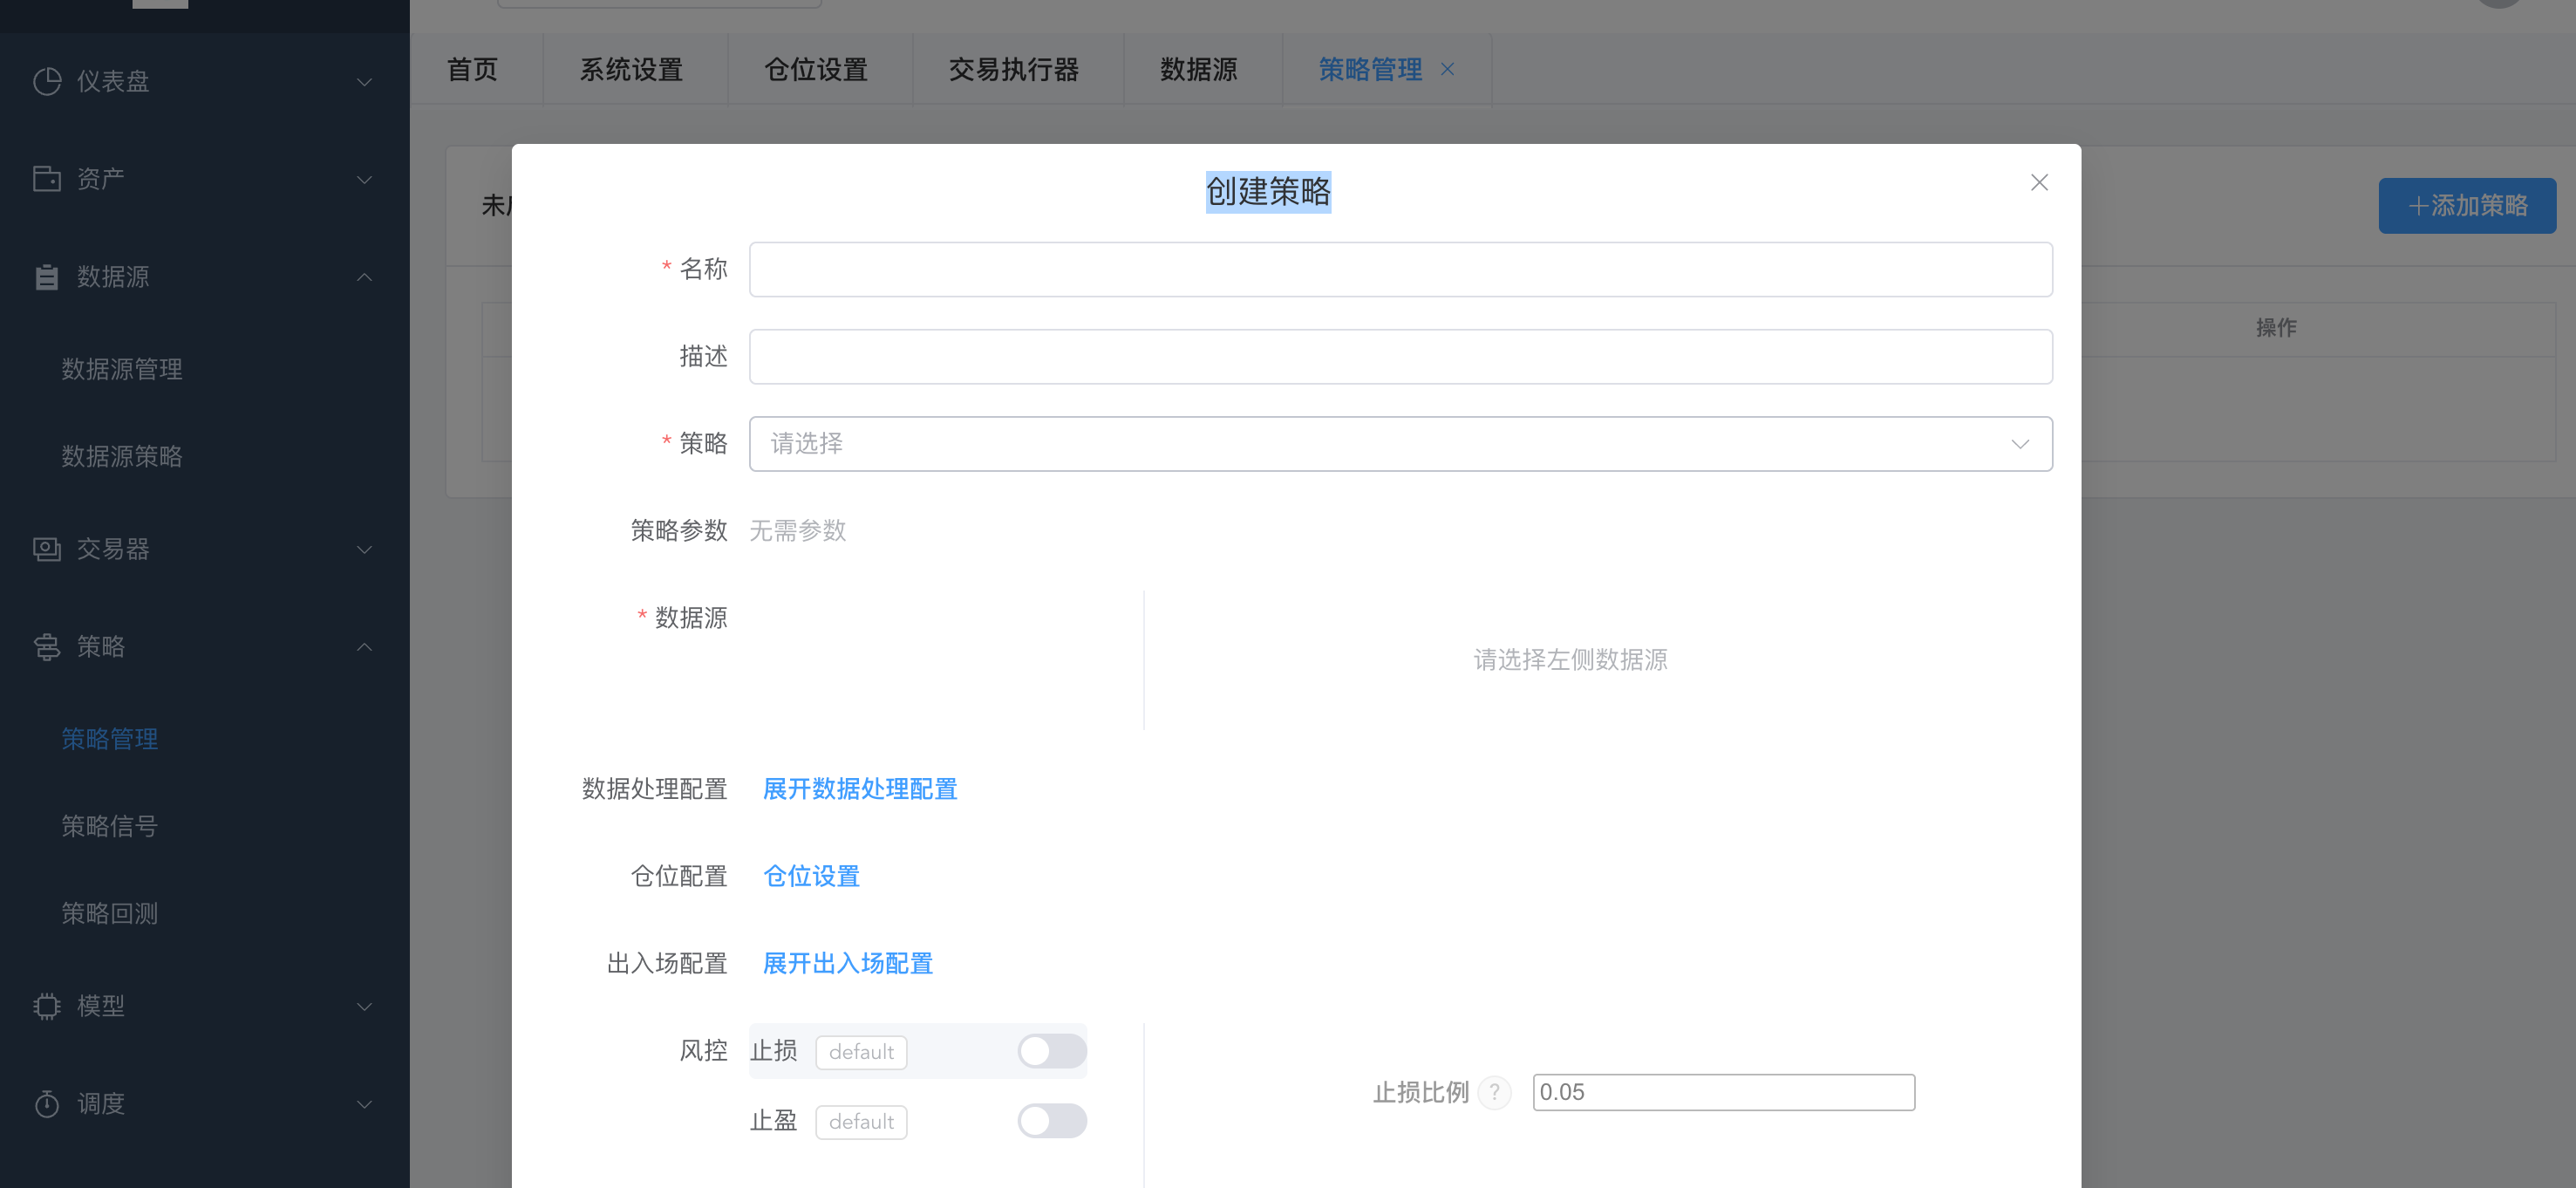 首页 系统设置 仓位设置 交易执行器 数据源 策略管理
仪表盘
资产
数据源
数据源管理
数据源策略
交易器
策略
策略管理
策略信号
策略回测
模型
调度
未
+添加策略
操作
创建策略
* 名称
描述
* 策略 请选择
策略参数 无需参数
* 数据源
请选择左侧数据源
数据处理配置 展开数据处理配置
仓位配置 仓位设置
出入场配置 展开出入场配置
风控 止损 default
止损比例 ? 0.05
止盈 default